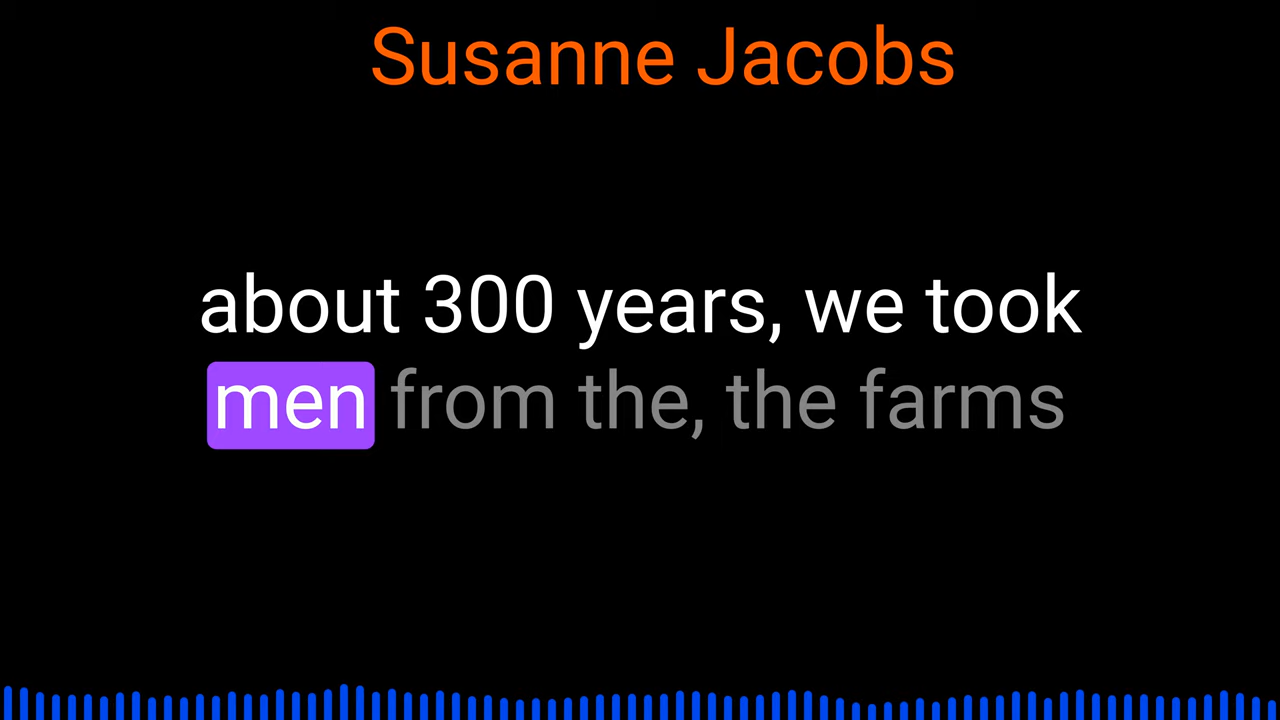 Susanne Jacobs
about 300 years, we took
men from the, the farms